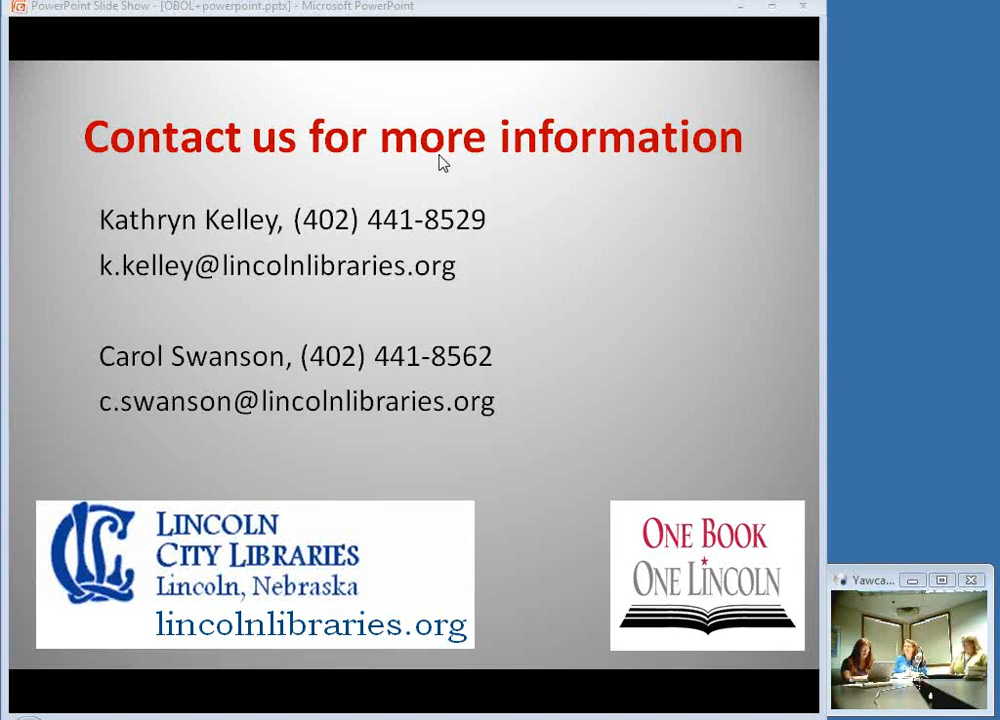 PowerPoint Slide Show - [OBOL+powerpoint.pptx] - Microsoft PowerPoint
Contact us for more information
Kathryn Kelley, (402) 441-8529
k.kelley@lincolnlibraries.org
Carol Swanson, (402) 441-8562
c.swanson@lincolnlibraries.org
LINCOLN
CITY LIBRARIES
Lincoln, Nebraska
lincolnlibraries.org
ONE BOOK
ONE LINCOLN
Yawca...